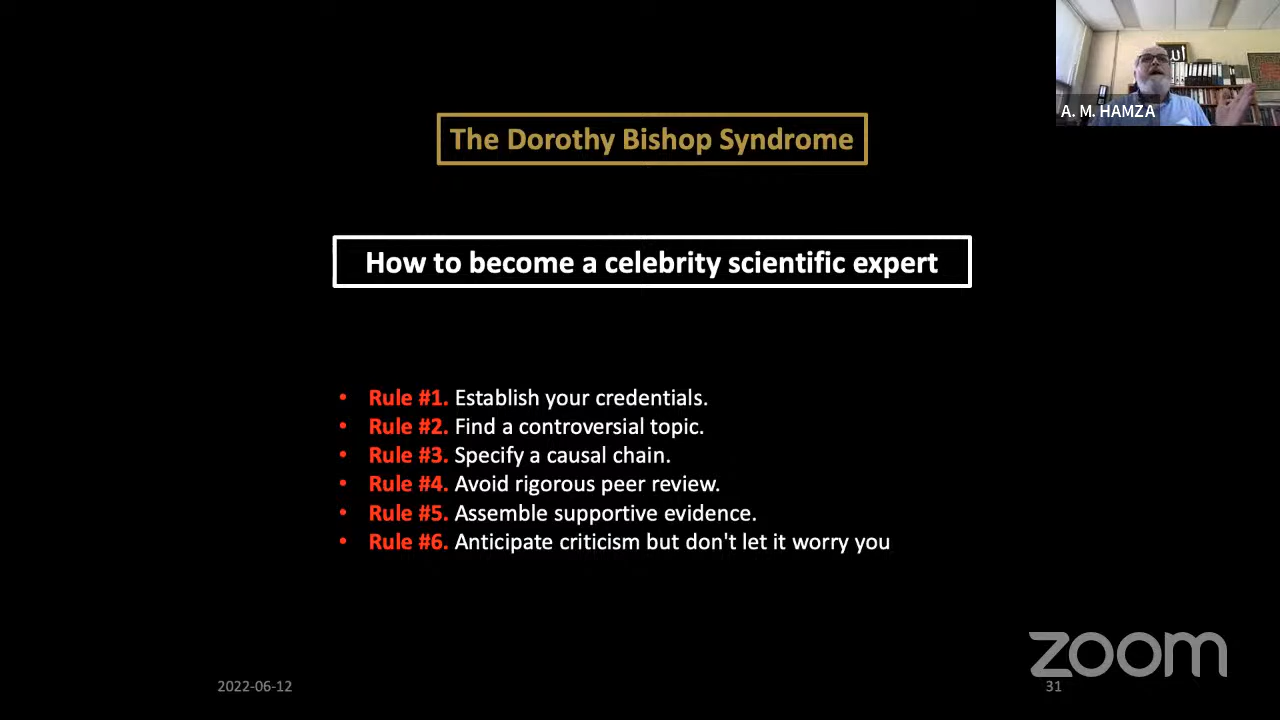 The Dorothy Bishop Syndrome
How to become a celebrity scientific expert
• Rule #1. Establish your credentials.
• Rule #2. Find a controversial topic.
• Rule #3. Specify a causal chain.
• Rule #4. Avoid rigorous peer review.
• Rule #5. Assemble supportive evidence.
• Rule #6. Anticipate criticism but don't let it worry you
A. M. HAMZA
الله
2022-06-12
31
zoom